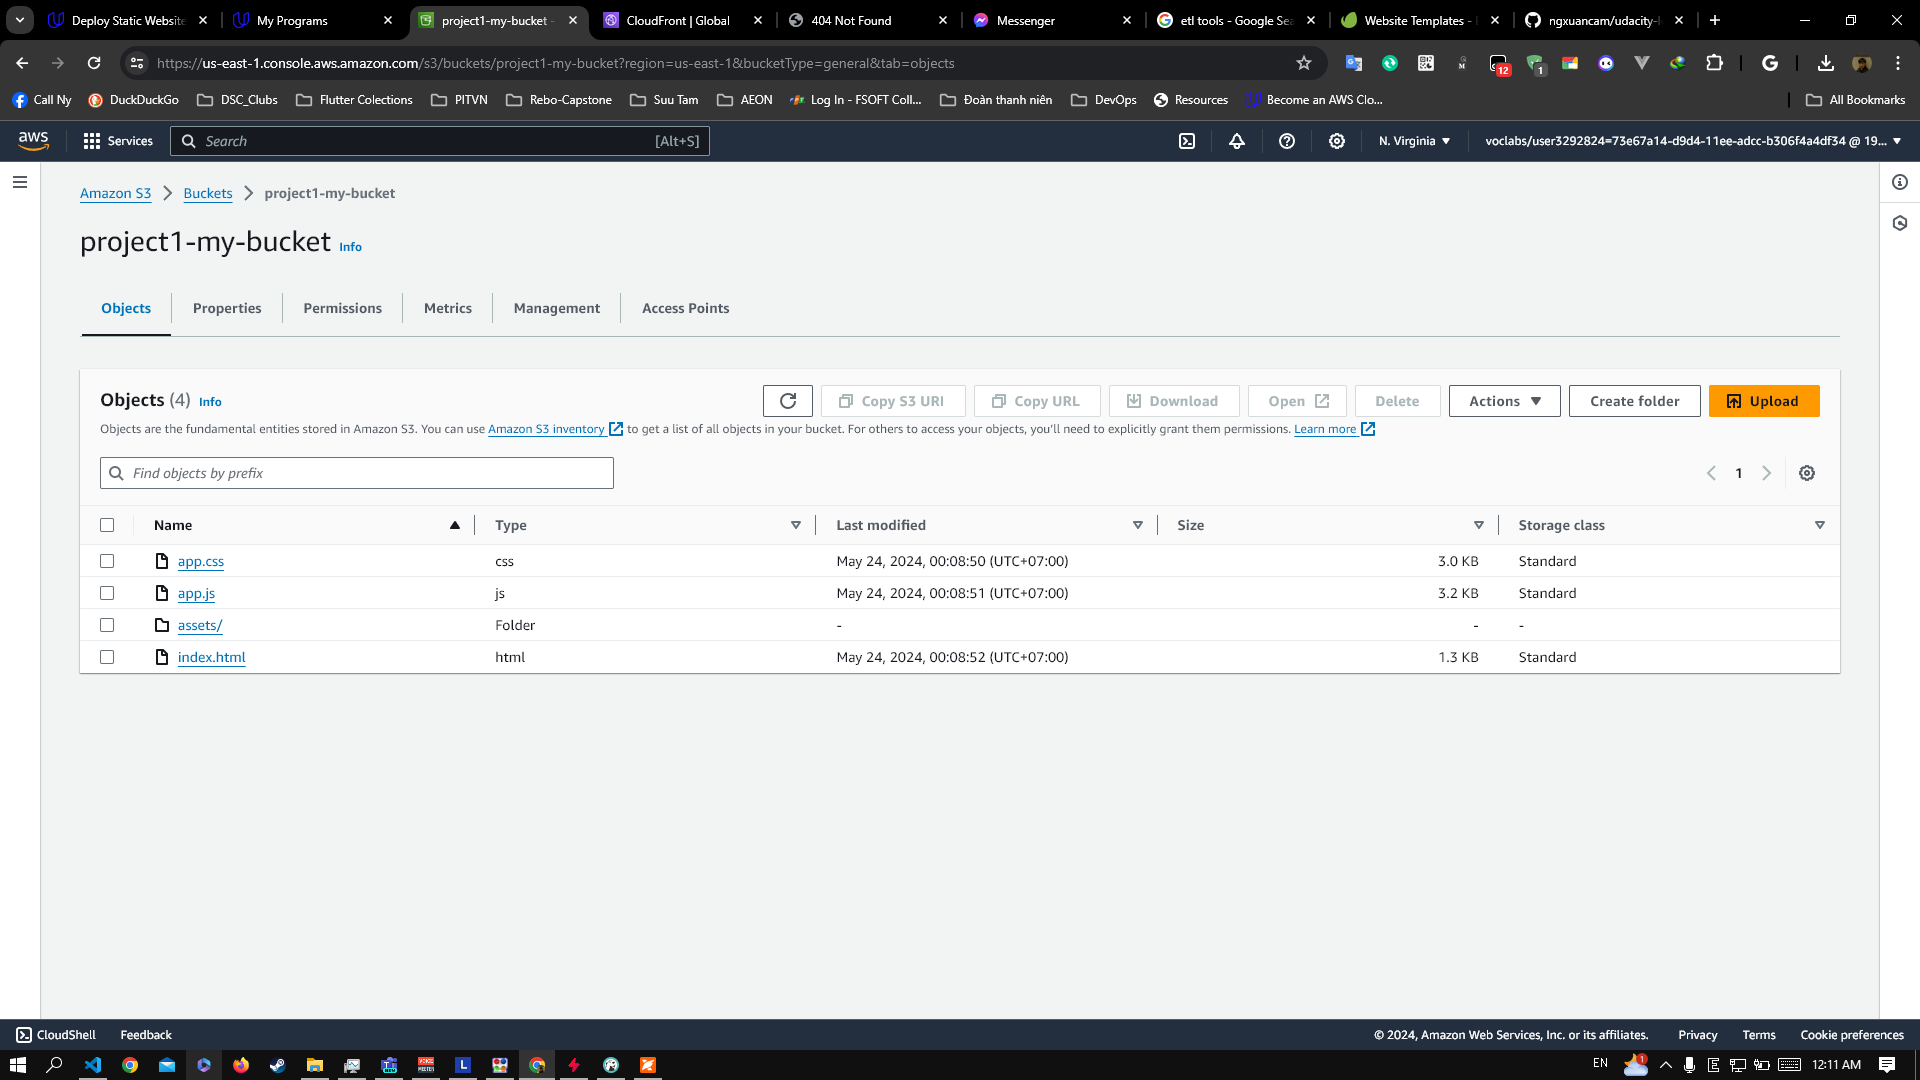 Deploy Static Website
My Programs
project1-my-bucket -
CloudFront | Global
404 Not Found
Messenger
etl tools - Google Sea
Website Templates -
ngxuancam/udacity-
https://us-east-1.console.aws.amazon.com/s3/buckets/project1-my-bucket?region=us-east-1&bucketType=general&tab=objects
12
1
Call Ny
DuckDuckGo
DSC_Clubs
Flutter Colections
PITVN
Rebo-Capstone
Suu Tam
AEON
Log In - FSOFT Coll...
Đoàn thanh niên
DevOps
Resources
Become an AWS Clo...
All Bookmarks
aws
Services
Search
[Alt+S]
N. Virginia
voclabs/user3292824=73e67a14-d9d4-11ee-adcc-b306f4a4df34 @ 19...
Amazon S3
Buckets
project1-my-bucket
project1-my-bucket Info
Objects
Properties
Permissions
Metrics
Management
Access Points
Objects (4) Info
Copy S3 URI
Copy URL
Download
Open
Delete
Actions
Create folder
Upload
Objects are the fundamental entities stored in Amazon S3. You can use Amazon S3 inventory to get a list of all objects in your bucket. For others to access your objects, you'll need to explicitly grant them permissions. Learn more
Find objects by prefix
1
Name Type Last modified Size Storage class
app.css css May 24, 2024, 00:08:50 (UTC+07:00) 3.0 KB Standard
app.js js May 24, 2024, 00:08:51 (UTC+07:00) 3.2 KB Standard
assets/ Folder - - -
index.html html May 24, 2024, 00:08:52 (UTC+07:00) 1.3 KB Standard
CloudShell
Feedback
© 2024, Amazon Web Services, Inc. or its affiliates.
Privacy
Terms
Cookie preferences
EN
1
12:11 AM